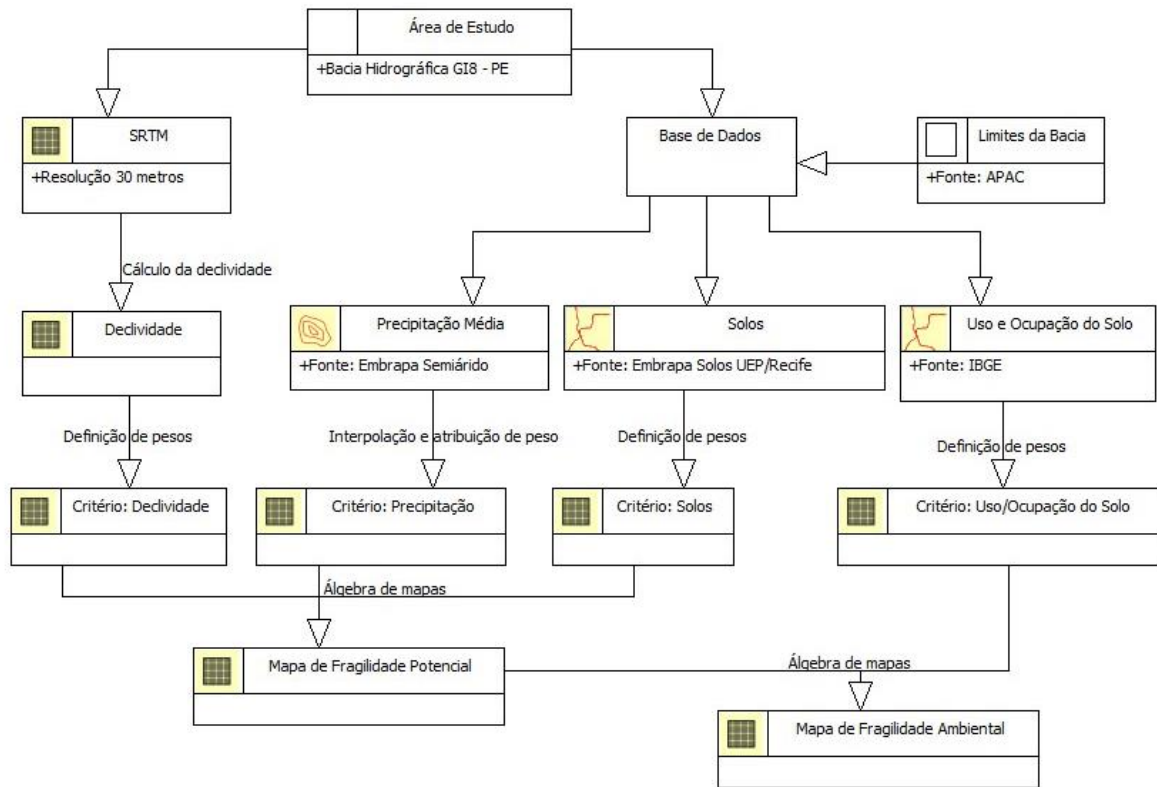 Área de Estudo
+Bacia Hidrográfica GI8 - PE
SRTM
+Resolução 30 metros
Base de Dados
Limites da Bacia
+Fonte: APAC
Cálculo da declividade
Declividade
Precipitação Média
+Fonte: Embrapa Semiárido
Solos
+Fonte: Embrapa Solos UEP/Recife
Uso e Ocupação do Solo
+Fonte: IBGE
Definição de pesos
Interpolação e atribuição de peso
Definição de pesos
Definição de pesos
Critério: Declividade
Critério: Precipitação
Critério: Solos
Critério: Uso/Ocupação do Solo
Álgebra de mapas
Mapa de Fragilidade Potencial
Álgebra de mapas
Mapa de Fragilidade Ambiental